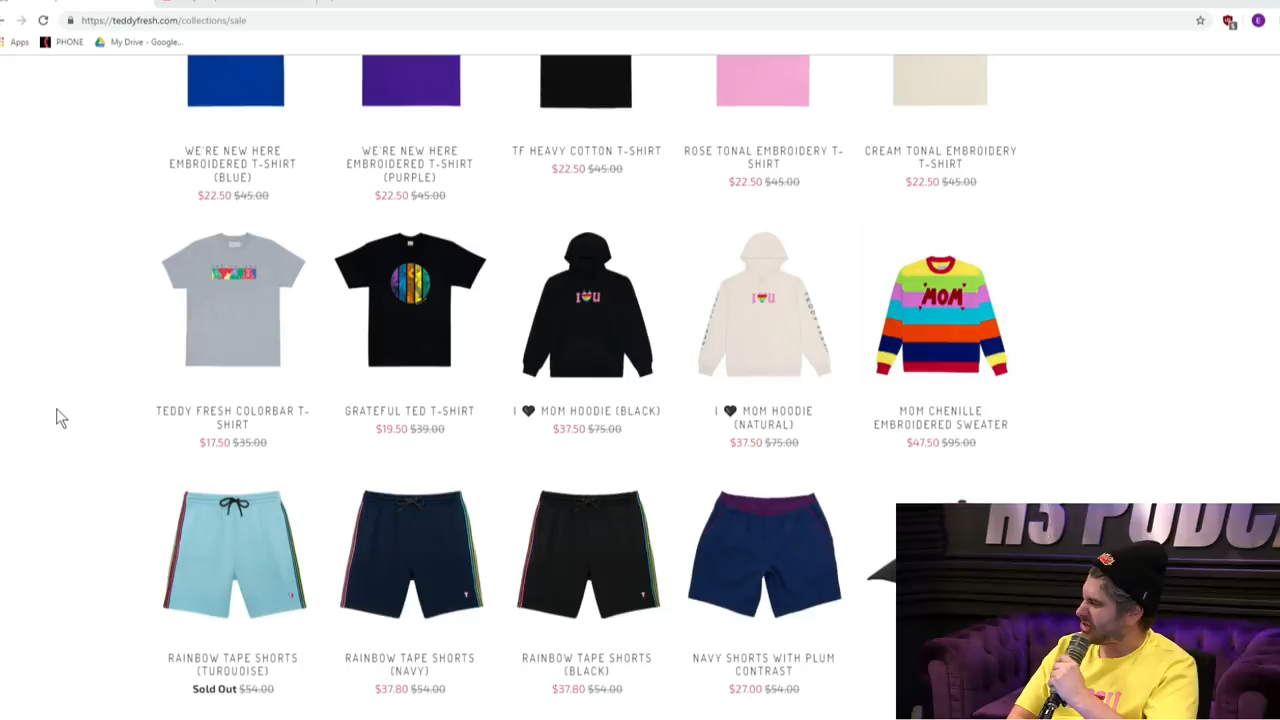 https://teddyfresh.com/collections/sale
E
Apps PHONE My Drive - Google...
WE'RE NEW HERE
EMBROIDERED T-SHIRT
(BLUE)
$22.50 $45.00
WE'RE NEW HERE
EMBROIDERED T-SHIRT
(PURPLE)
$22.50 $45.00
TF HEAVY COTTON T-SHIRT
$22.50 $45.00
ROSE TONAL EMBROIDERY T-
SHIRT
$22.50 $45.00
CREAM TONAL EMBROIDERY
T-SHIRT
$22.50 $45.00
I U
I U
MOM
TEDDY FRESH COLORBAR T-
SHIRT
$17.50 $35.00
GRATEFUL TED T-SHIRT
$19.50 $39.00
I 🖤 MOM HOODIE (BLACK)
$37.50 $75.00
I 🖤 MOM HOODIE
(NATURAL)
$37.50 $75.00
MOM CHENILLE
EMBROIDERED SWEATER
$47.50 $95.00
RAINBOW TAPE SHORTS
(TURQUOISE)
Sold Out $54.00
RAINBOW TAPE SHORTS
(NAVY)
$37.80 $54.00
RAINBOW TAPE SHORTS
(BLACK)
$37.80 $54.00
NAVY SHORTS WITH PLUM
CONTRAST
$27.00 $54.00
H3 PODC